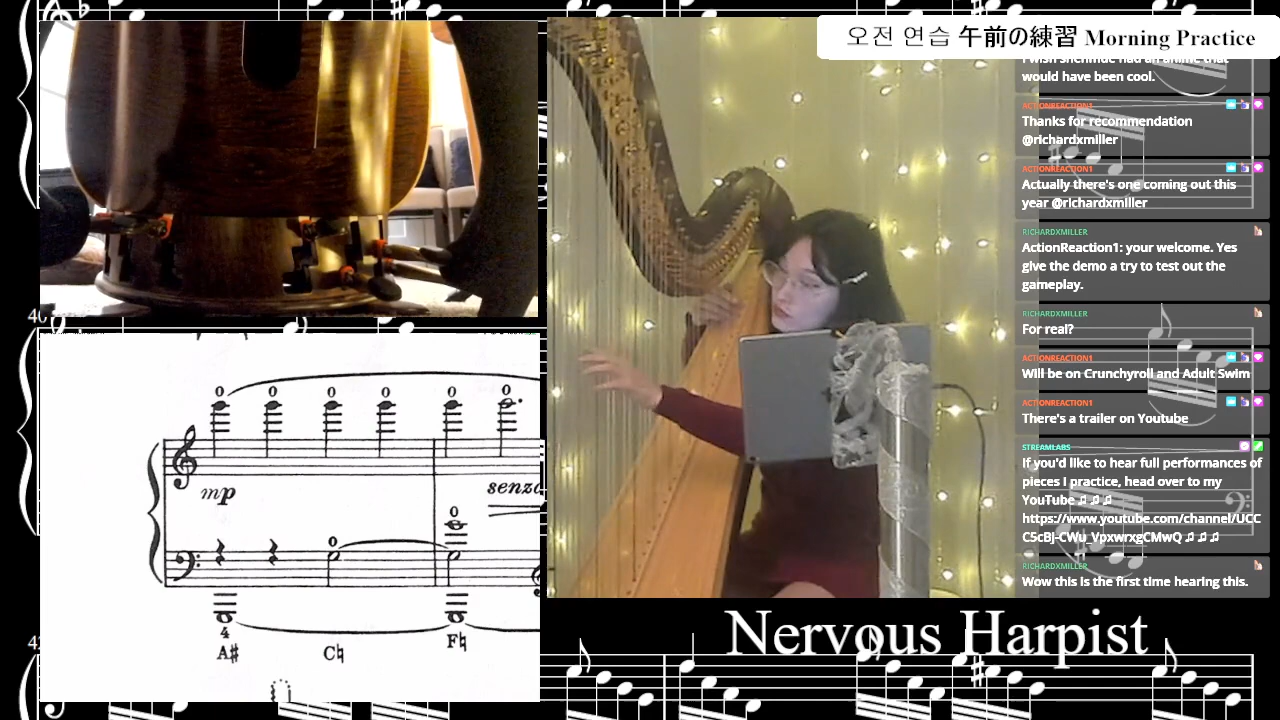 오전 연습 午前の練習 Morning Practice
would have been cool.
ACTIONREACTION1
Thanks for recommendation
@richardxmiller
ACTIONREACTION1
Actually there's one coming out this
year @richardxmiller
RICHARDXMILLER
ActionReaction1: your welcome. Yes
give the demo a try to test out the
gameplay.
RICHARDXMILLER
For real?
ACTIONREACTION1
Will be on Crunchyroll and Adult Swim
ACTIONREACTION1
There's a trailer on Youtube
STREAMLABS
If you'd like to hear full performances of
pieces I practice, head over to my
YouTube ♫ ♫ ♫
https://www.youtube.com/channel/UCC
C5cBJ-CWu_VpxwrxgCMwQ ♫ ♫ ♫
RICHARDXMILLER
Wow this is the first time hearing this.
Nervous Harpist
mp
4
A♯
C♮
F♮